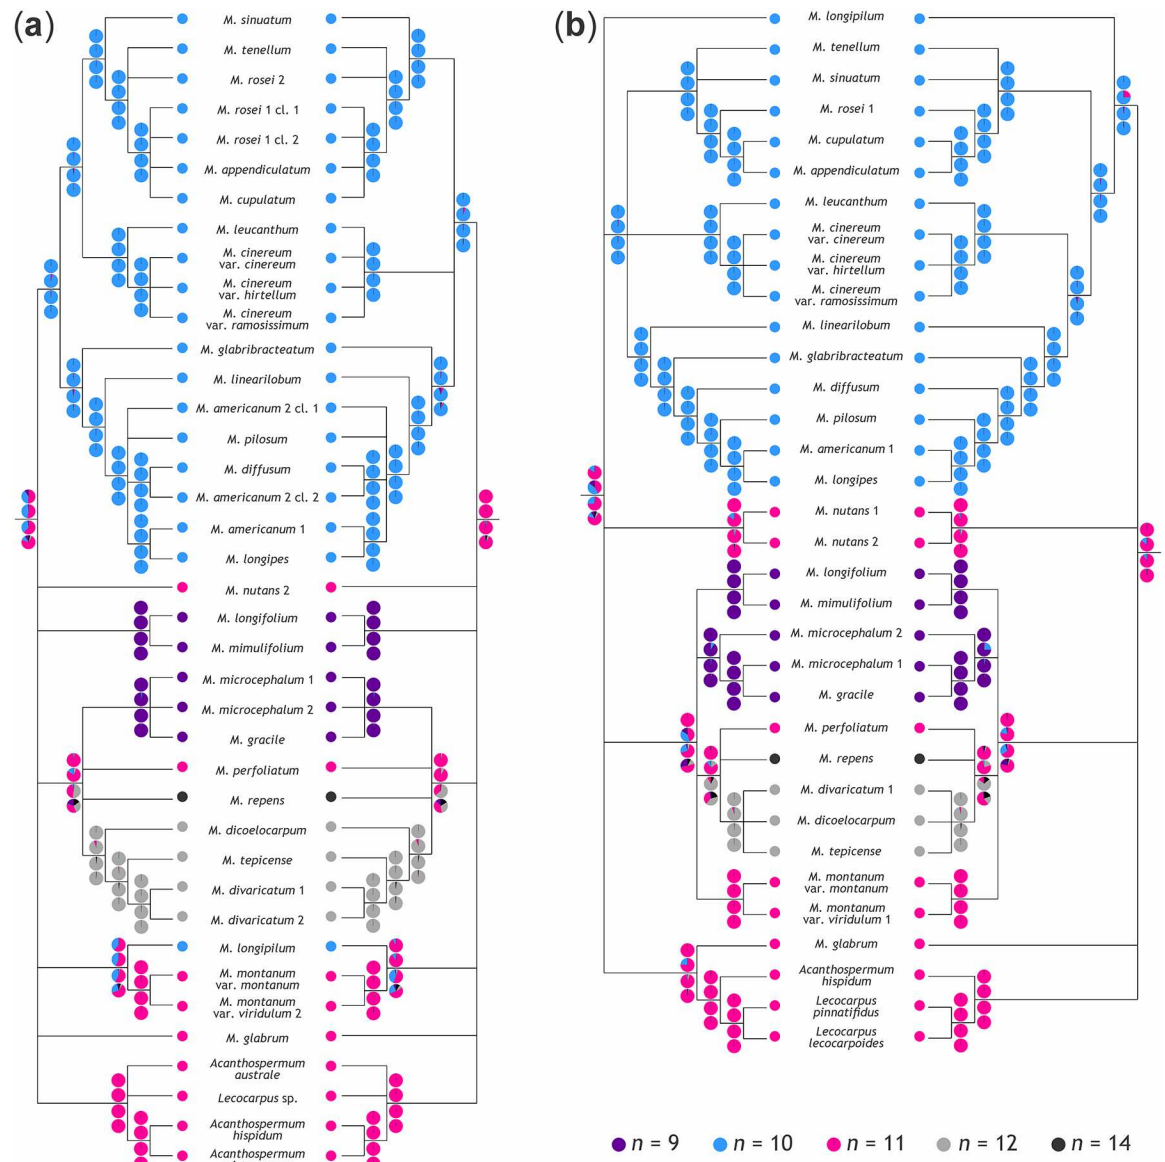 (a)
M. sinuatum
M. tenellum
M. rosei 2
M. rosei 1 cl. 1
M. rosei 1 cl. 2
M. appendiculatum
M. cupulatum
M. leucanthum
M. cinereum
var. cinereum
M. cinereum
var. hirtellum
M. cinereum
var. ramosissimum
M. glabribracteatum
M. linearilobum
M. americanum 2 cl. 1
M. pilosum
M. diffusum
M. americanum 2 cl. 2
M. americanum 1
M. longipes
M. nutans 2
M. longifolium
M. mimulifolium
M. microcephalum 1
M. microcephalum 2
M. gracile
M. perfoliatum
M. repens
M. dicoelocarpum
M. tepicense
M. divaricatum 1
M. divaricatum 2
M. longipilum
M. montanum
var. montanum
M. montanum
var. viridulum 2
M. glabrum
Acanthospermum
australe
Lecocarpus sp.
Acanthospermum
hispidum
Acanthospermum
(b)
M. longipilum
M. tenellum
M. sinuatum
M. rosei 1
M. cupulatum
M. appendiculatum
M. leucanthum
M. cinereum
var. cinereum
M. cinereum
var. hirtellum
M. cinereum
var. ramosissimum
M. linearilobum
M. glabribracteatum
M. diffusum
M. pilosum
M. americanum 1
M. longipes
M. nutans 1
M. nutans 2
M. longifolium
M. mimulifolium
M. microcephalum 2
M. microcephalum 1
M. gracile
M. perfoliatum
M. repens
M. divaricatum 1
M. dicoelocarpum
M. tepicense
M. montanum
var. montanum
M. montanum
var. viridulum 1
M. glabrum
Acanthospermum
hispidum
Lecocarpus
pinnatifidus
Lecocarpus
lecocarpoides
n = 9 n = 10 n = 11 n = 12 n = 14